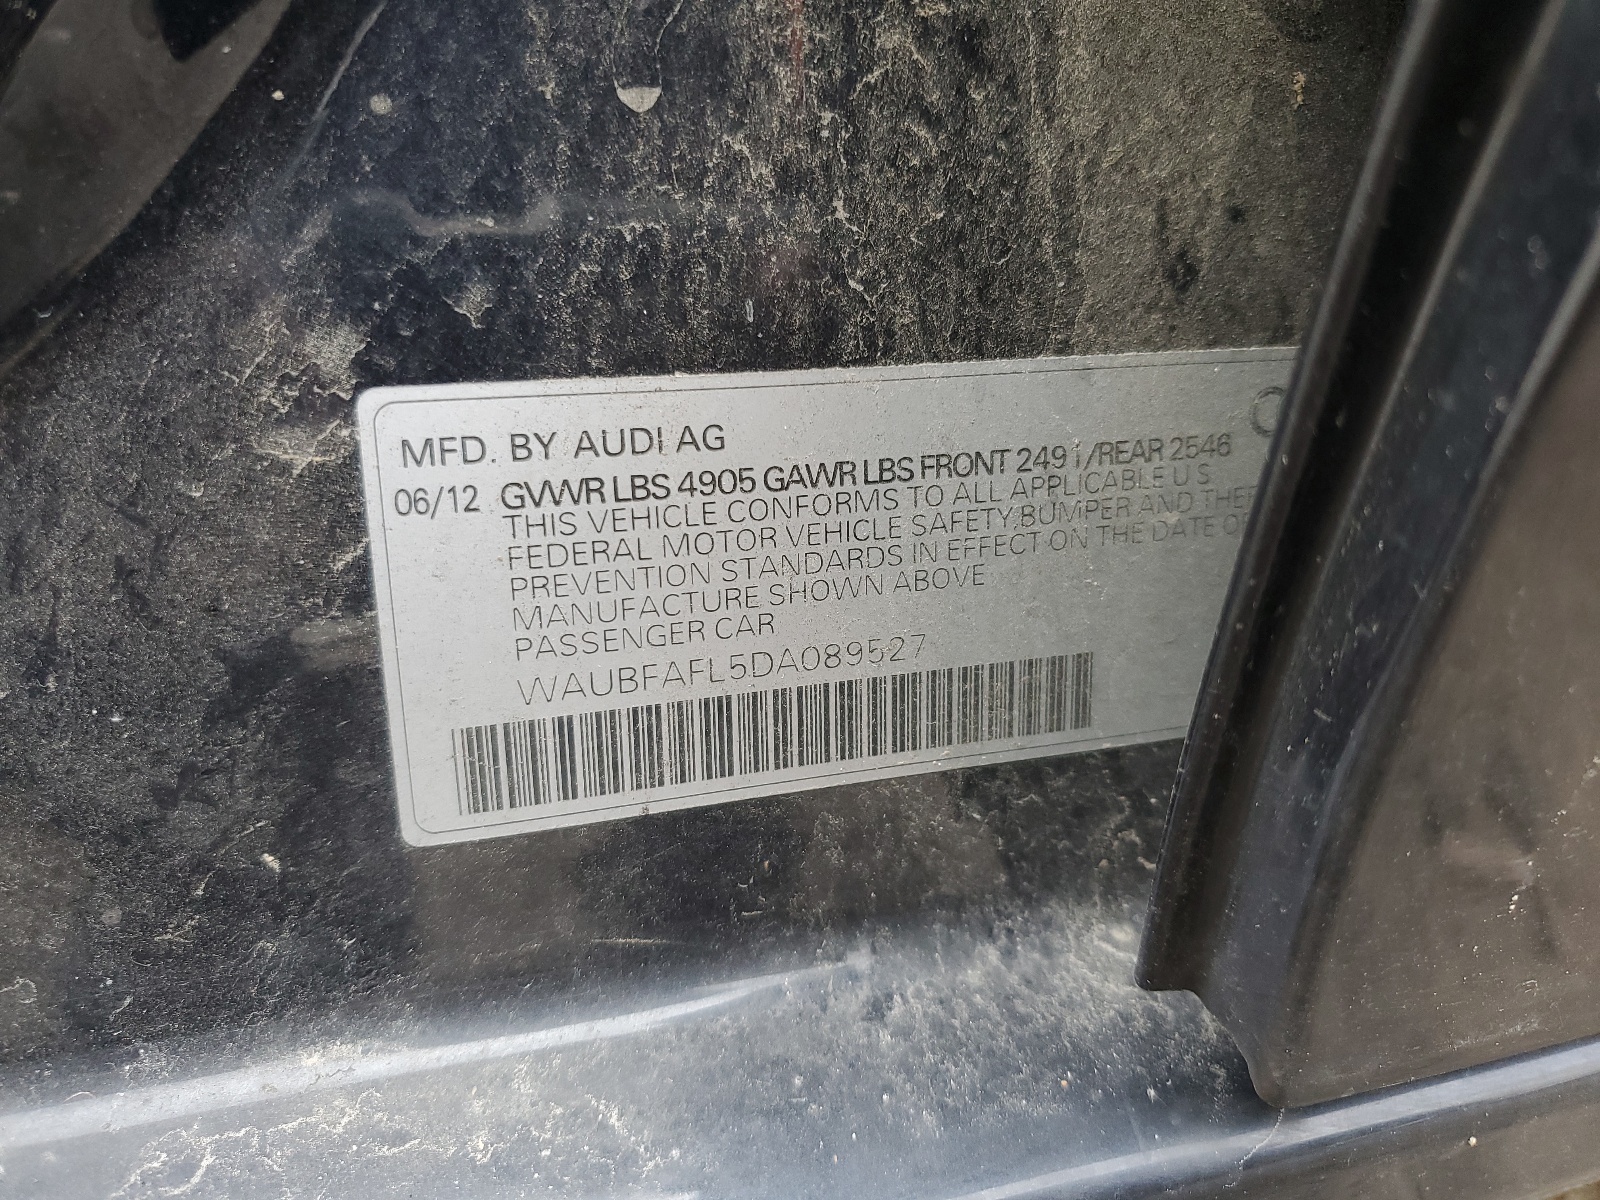 MFD. BY AUDI AG
06/12 GVWR LBS 4905 GAWR LBS FRONT 2491/REAR 2546
THIS VEHICLE CONFORMS TO ALL APPLICABLE U S
FEDERAL MOTOR VEHICLE SAFETY,BUMPER AND
PREVENTION STANDARDS IN EFFECT ON THE DATE
MANUFACTURE SHOWN ABOVE
PASSENGER CAR
WAUBFAFL5DA089527